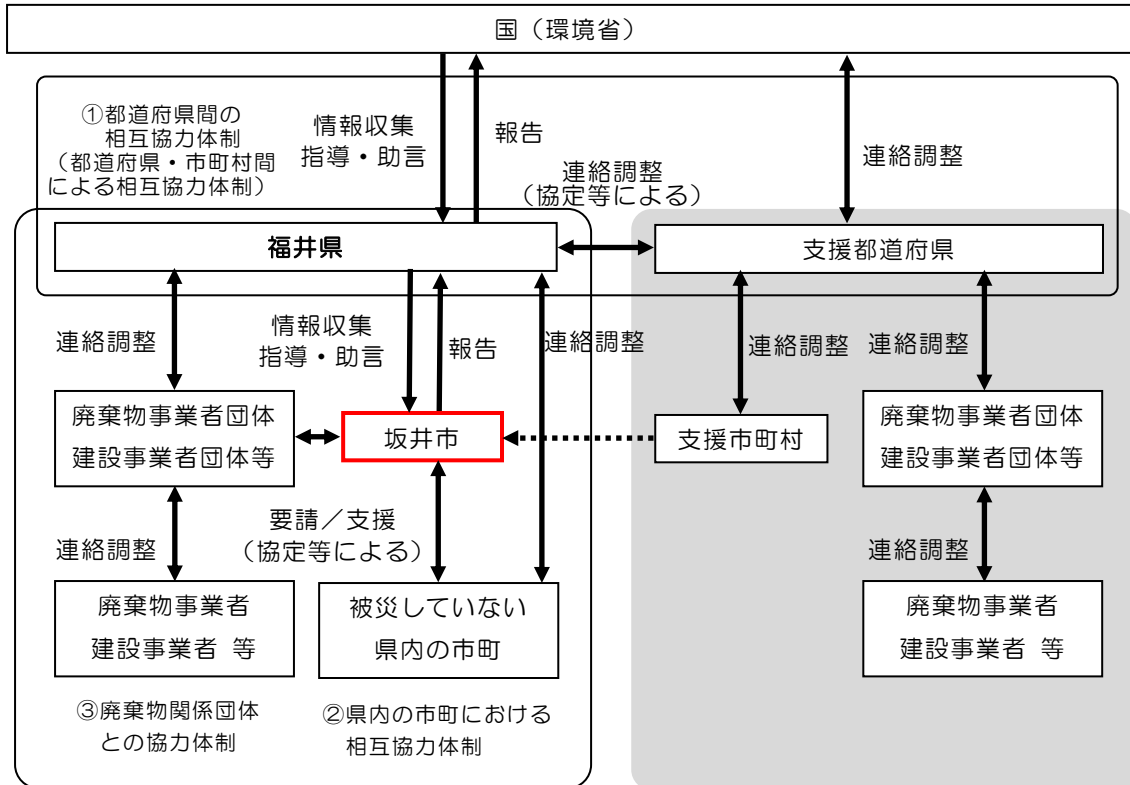 国（環境省）
①都道府県間の
相互協力体制
（都道府県・市町村間
による相互協力体制）
情報収集
指導・助言
報告
連絡調整
（協定等による）
連絡調整
福井県
支援都道府県
連絡調整
情報収集
指導・助言
報告
連絡調整
連絡調整
連絡調整
廃棄物事業者団体
建設事業者団体等
坂井市
支援市町村
廃棄物事業者団体
建設事業者団体等
連絡調整
要請／支援
（協定等による）
連絡調整
廃棄物事業者
建設事業者 等
被災していない
県内の市町
廃棄物事業者
建設事業者 等
③廃棄物関係団体
との協力体制
②県内の市町における
相互協力体制